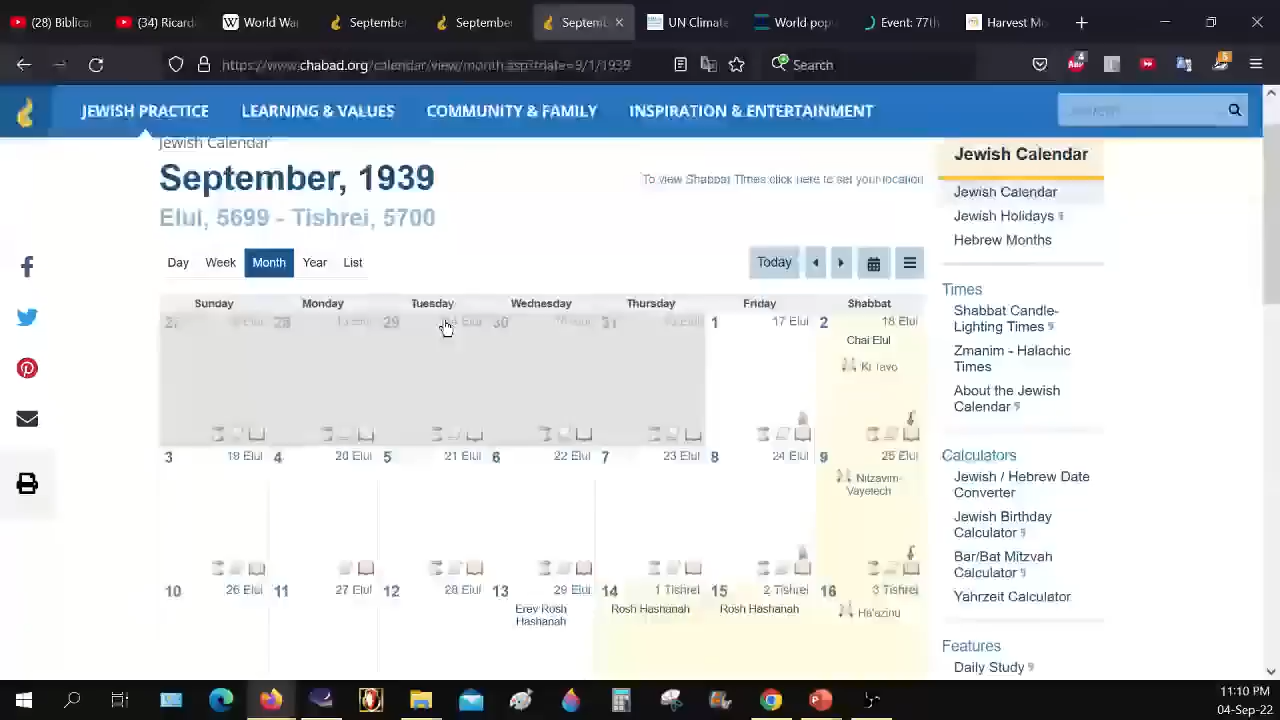 (28) Biblica
(34) Ricard
World Wa
September
September
Septemb
UN Climate
World pop
Event: 77th
Harvest Mo
https://www.chabad.org/calendar/view/month.asp?tdate=9/1/1939
Search
JEWISH PRACTICE LEARNING & VALUES COMMUNITY & FAMILY INSPIRATION & ENTERTAINMENT
Jewish Calendar
September, 1939
To view Shabbat Times click here to set your location
Elul, 5699 - Tishrei, 5700
Day Week Month Year List
Today
Sunday Monday Tuesday Wednesday Thursday Friday Shabbat
27 28 29 30 31 1 17 Elul 2 18 Elul
Chai Elul
Ki Tavo
3 19 Elul 4 20 Elul 5 21 Elul 6 22 Elul 7 23 Elul 8 24 Elul 9 25 Elul
Nitzavim-
Vayelech
10 26 Elul 11 27 Elul 12 28 Elul 13 29 Elul 14 1 Tishrei 15 2 Tishrei 16 3 Tishrei
Erev Rosh
Hashanah
Rosh Hashanah
Rosh Hashanah
Ha'azinu
Jewish Calendar
Jewish Calendar
Jewish Holidays
Hebrew Months
Times
Shabbat Candle-
Lighting Times
Zmanim - Halachic
Times
About the Jewish
Calendar
Calculators
Jewish / Hebrew Date
Converter
Jewish Birthday
Calculator
Bar/Bat Mitzvah
Calculator
Yahrzeit Calculator
Features
Daily Study
11:10 PM
04-Sep-22